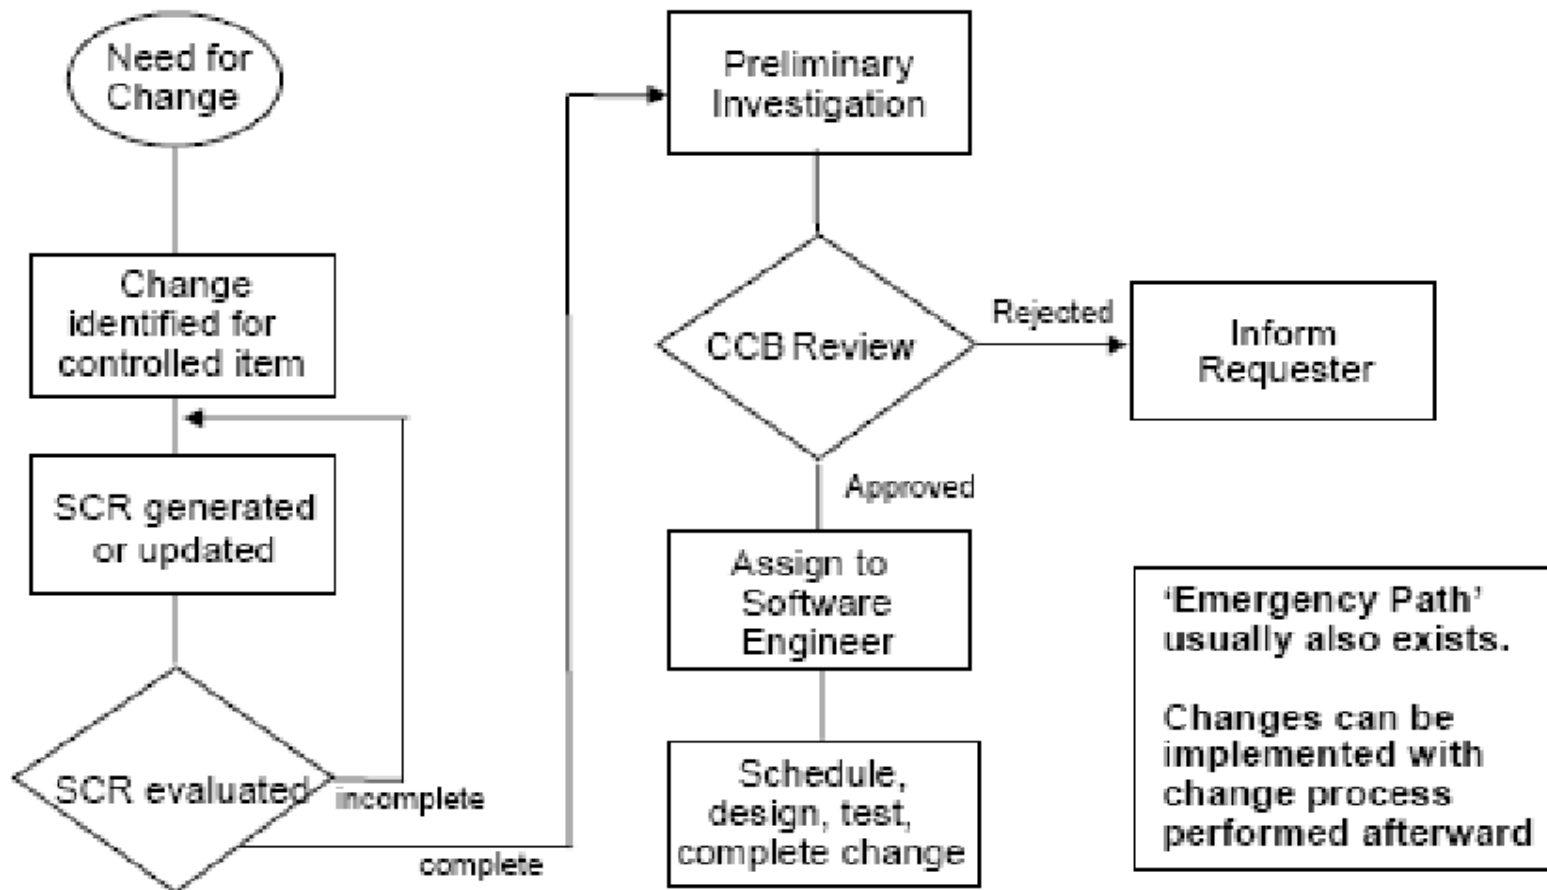 Need for
Change
Change
identified for
controlled item
SCR generated
or updated
SCR evaluated
incomplete
complete
Preliminary
Investigation
CCB Review
Rejected
Inform
Requester
Approved
Assign to
Software
Engineer
Schedule,
design, test,
complete change
‘Emergency Path’
usually also exists.
Changes can be
implemented with
change process
performed afterward